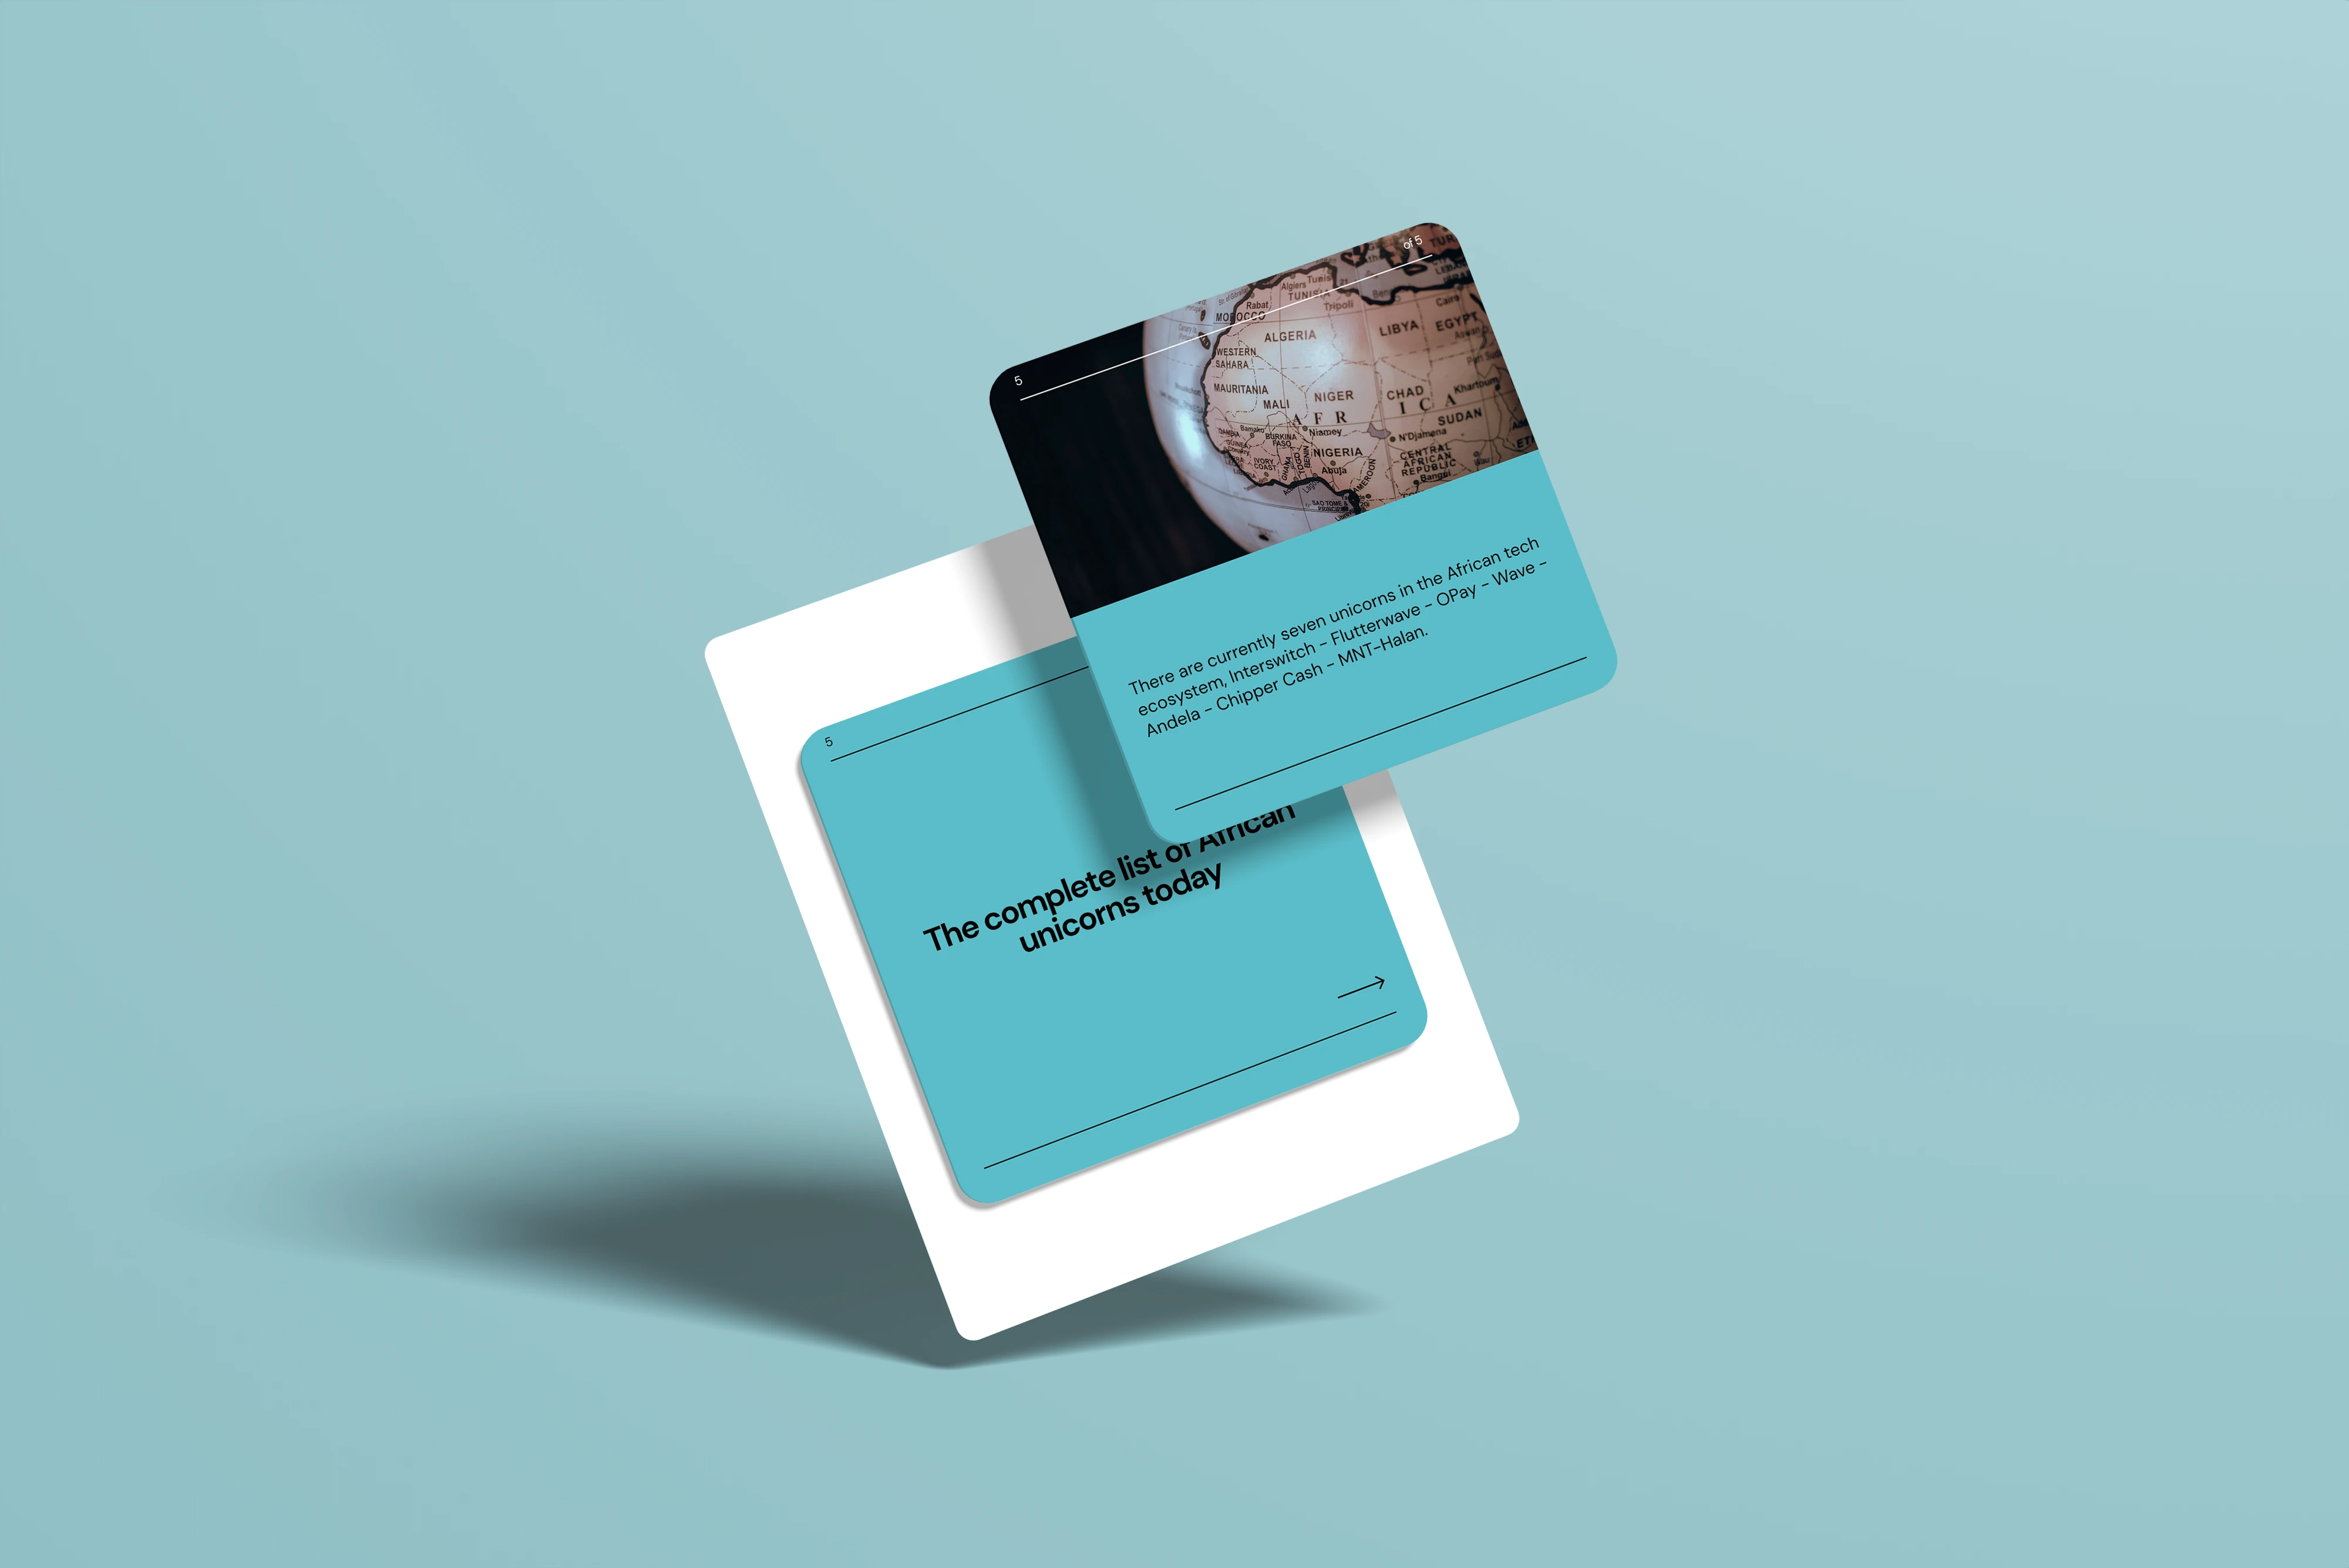 5
of 5
Algiers
Tunis
TUNISIA
Rabat
MOROCCO
Tripoli
Cairo
ALGERIA
LIBYA
EGYPT
WESTERN
SAHARA
MAURITANIA
MALI
NIGER
CHAD
Khartoum
A F R I C A
SUDAN
Bamako
BURKINA
FASO
Niamey
N'Djamena
NIGERIA
IVORY
COAST
GHANA
TOGO
BENIN
Abuja
CENTRAL
AFRICAN
REPUBLIC
Wau
Bangui
SAO TOME &
There are currently seven unicorns in the African tech
ecosystem, Interswitch - Flutterwave - OPay - Wave -
Andela - Chipper Cash - MNT-Halan.
5
The complete list of African
unicorns today